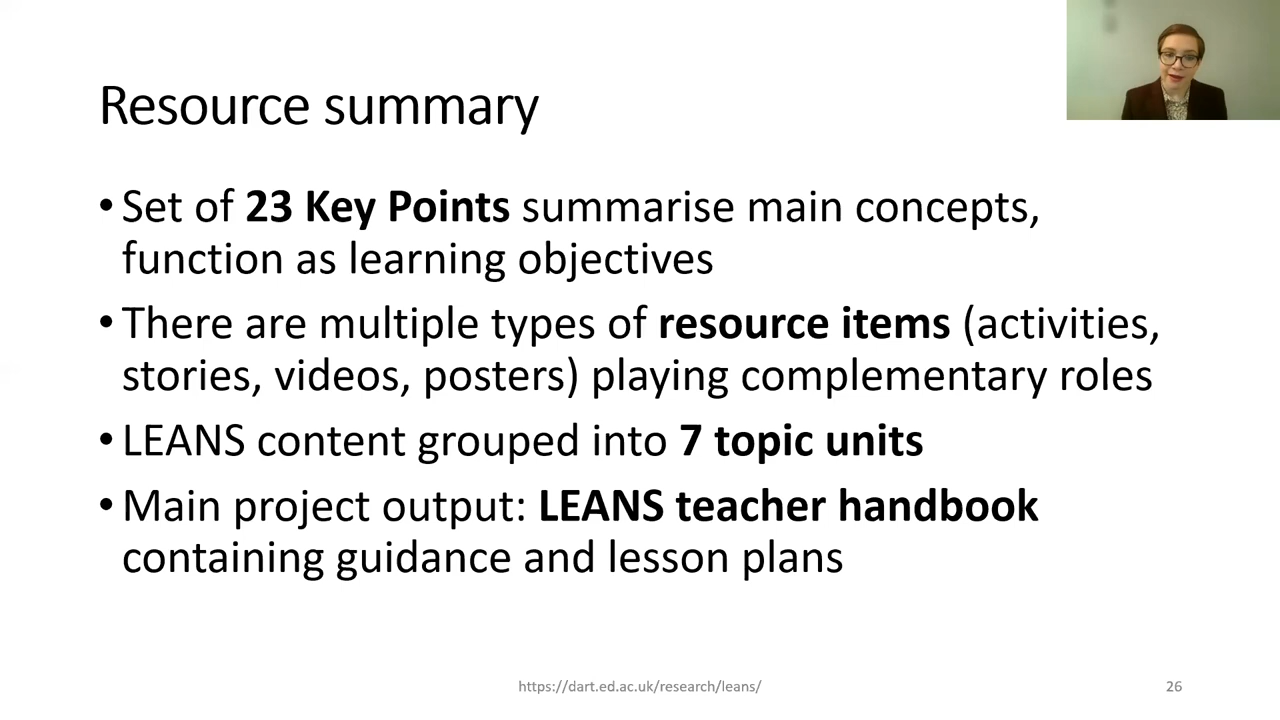 Resource summary
• Set of 23 Key Points summarise main concepts,
function as learning objectives
• There are multiple types of resource items (activities,
stories, videos, posters) playing complementary roles
• LEANS content grouped into 7 topic units
• Main project output: LEANS teacher handbook
containing guidance and lesson plans
https://dart.ed.ac.uk/research/leans/
26